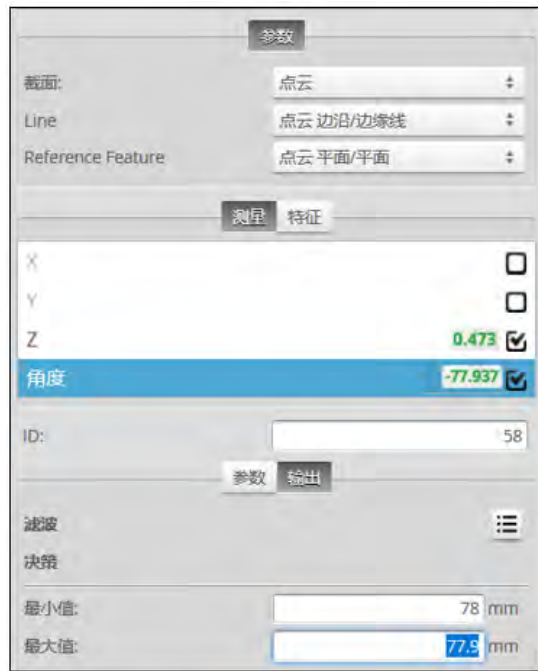 参数
截面: 点云
Line 点云 边沿/边缘线
Reference Feature 点云 平面/平面
测量 特征
X
Y
Z 0.473
角度 -77.937
ID: 58
参数 输出
滤波
决策
最小值: 78 mm
最大值: 77.9 mm